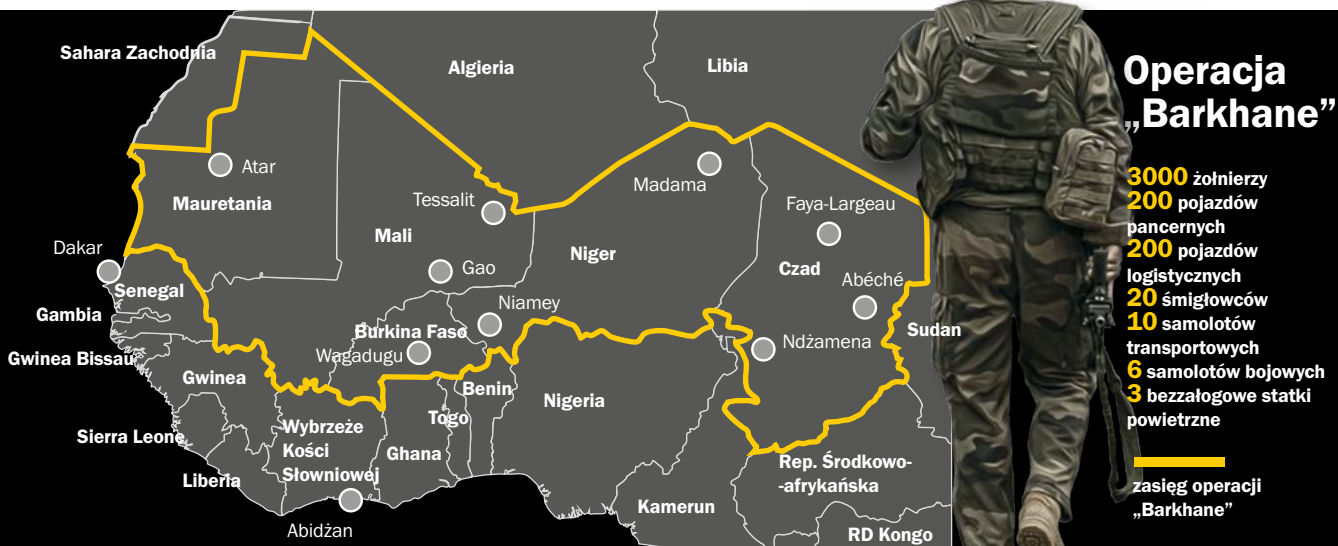 Sahara Zachodnia
Algieria
Libia
Atar
Mauretania
Tessalit
Mali
Gao
Madama
Niger
Faya-Largeau
Czad
Abéché
Dakar
Senegal
Gambia
Gwinea Bissau
Gwinea
Niamey
Burkina Faso
Wagadugu
Ndżamena
Sudan
Benin
Togo
Nigeria
Sierra Leone
Wybrzeże
Kości
Słowniowej
Ghana
Liberia
Abidżan
Rep. Środkowo-
-afrykańska
Kamerun
RD Kongo
Operacja
„Barkhane”
3000 żołnierzy
200 pojazdów
pancernych
200 pojazdów
logistycznych
20 śmigłowców
10 samolotów
transportowych
6 samolotów bojowych
3 bezzałogowe statki
powietrzne
zasięg operacji
„Barkhane”